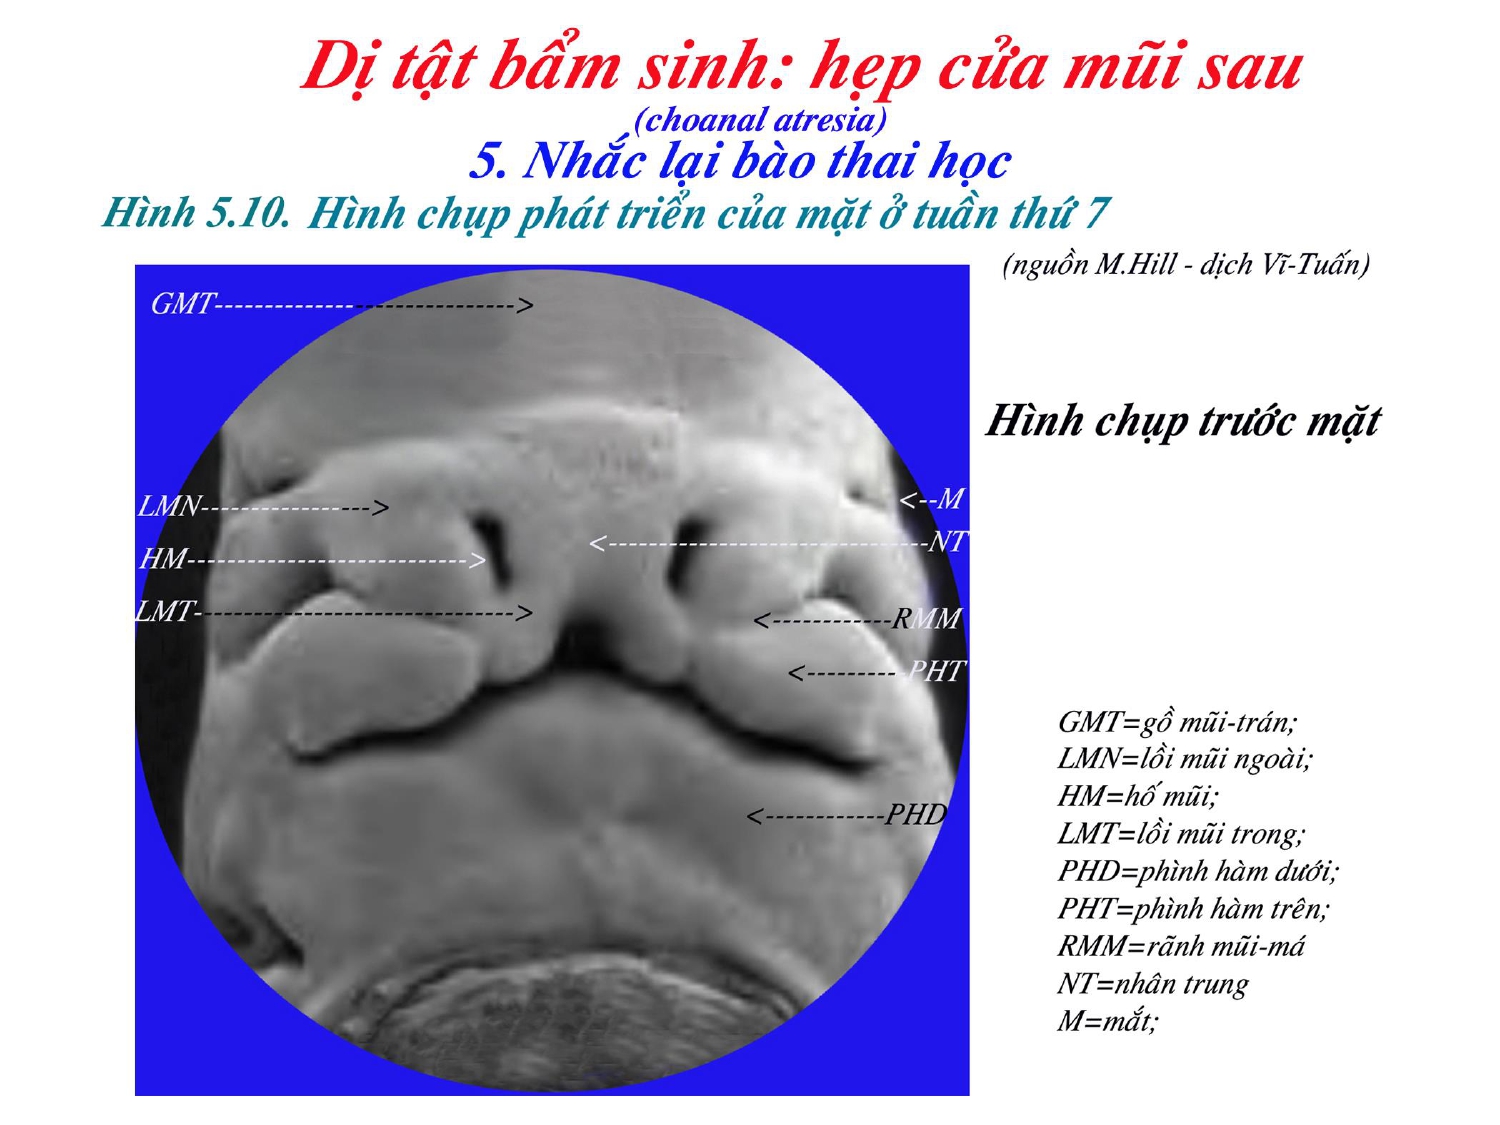 Dị tật bẩm sinh: hẹp cửa mũi sau
(choanal atresia)
5. Nhắc lại bào thai học
Hình 5.10. Hình chụp phát triển của mặt ở tuần thứ 7
(nguồn M.Hill - dịch Vĩ-Tuấn)
GMT------------------------------>
Hình chụp trước mặt
LMN----------------->
<--M
HM---------------------------->
<--------------------------------NT
LMT-------------------------------->
<------------RMM
<----------PHT
<------------PHD
GMT=gồ mũi-trán;
LMN=lồi mũi ngoài;
HM=hố mũi;
LMT=lồi mũi trong;
PHD=phình hàm dưới;
PHT=phình hàm trên;
RMM=rãnh mũi-má
NT=nhân trung
M=mắt;